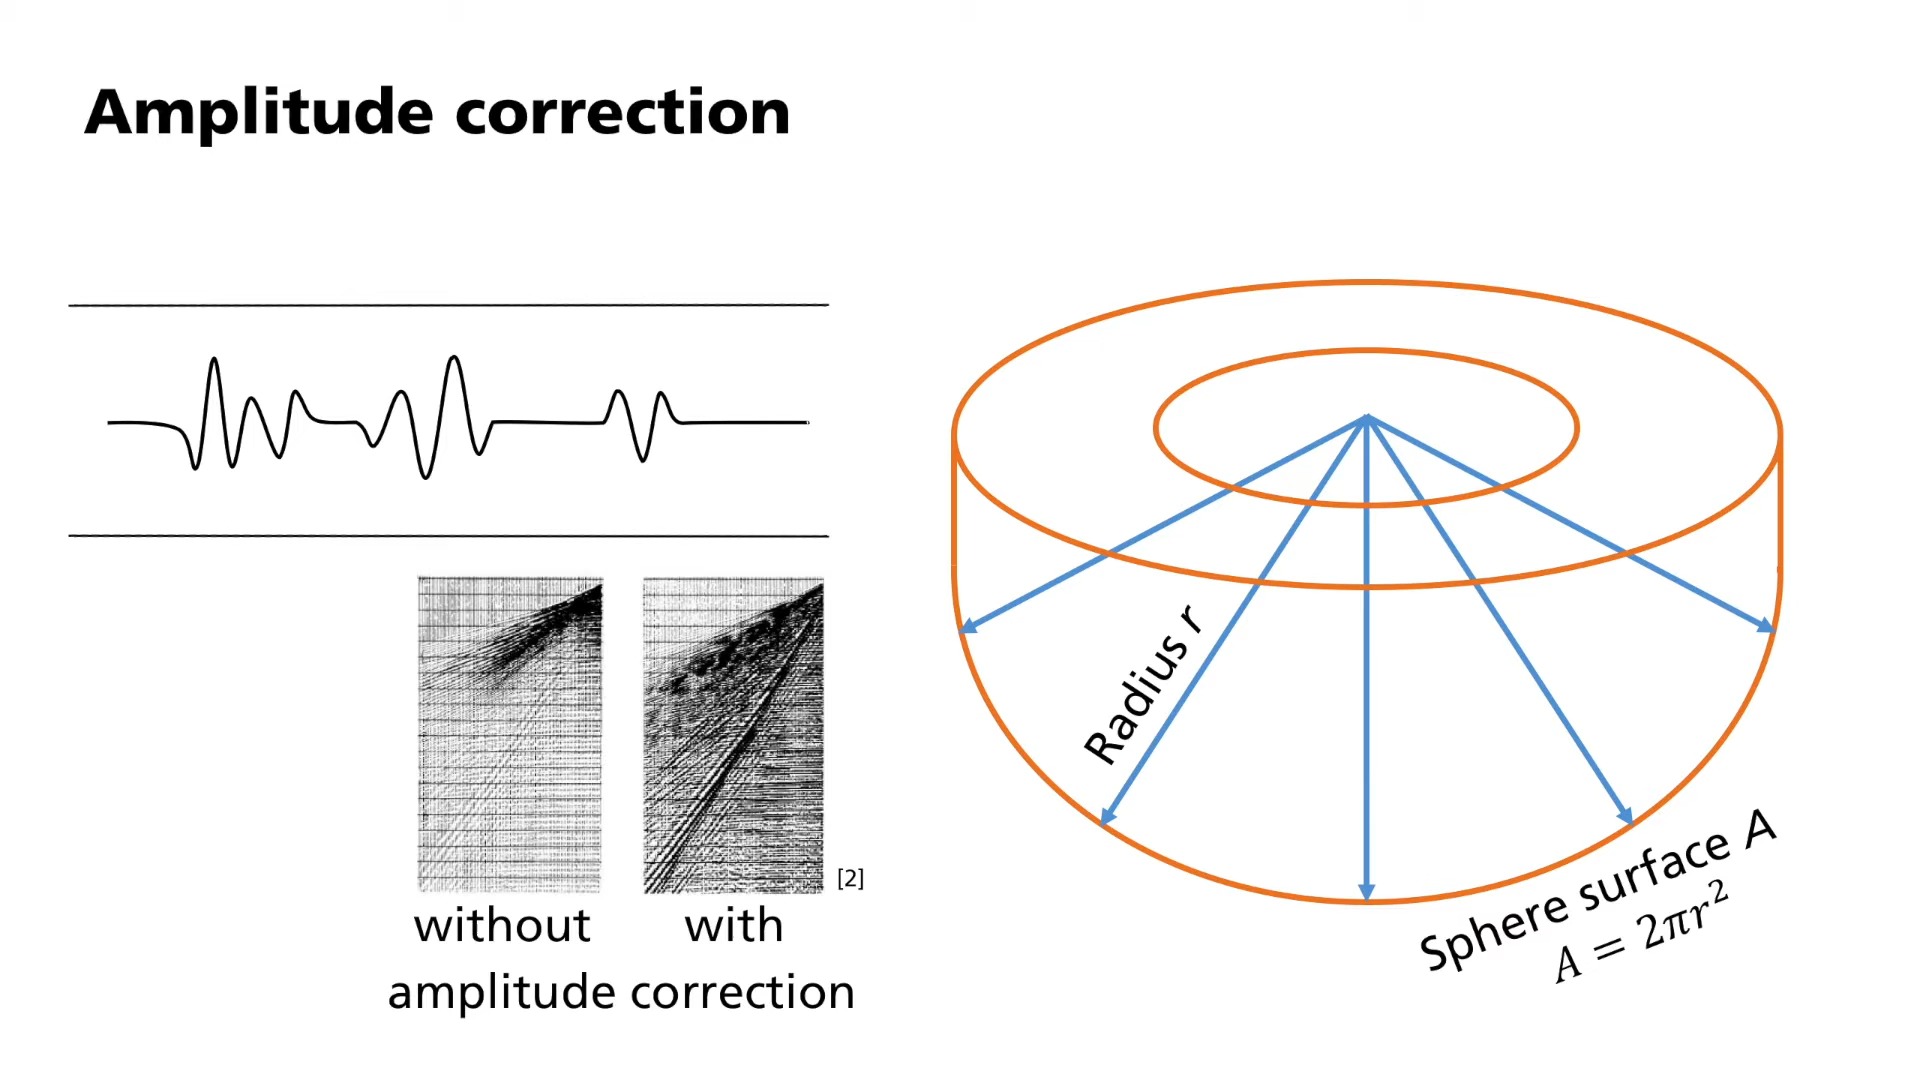 Amplitude correction
[2]
without with
amplitude correction
Radius r
Sphere surface A
A = 2πr²